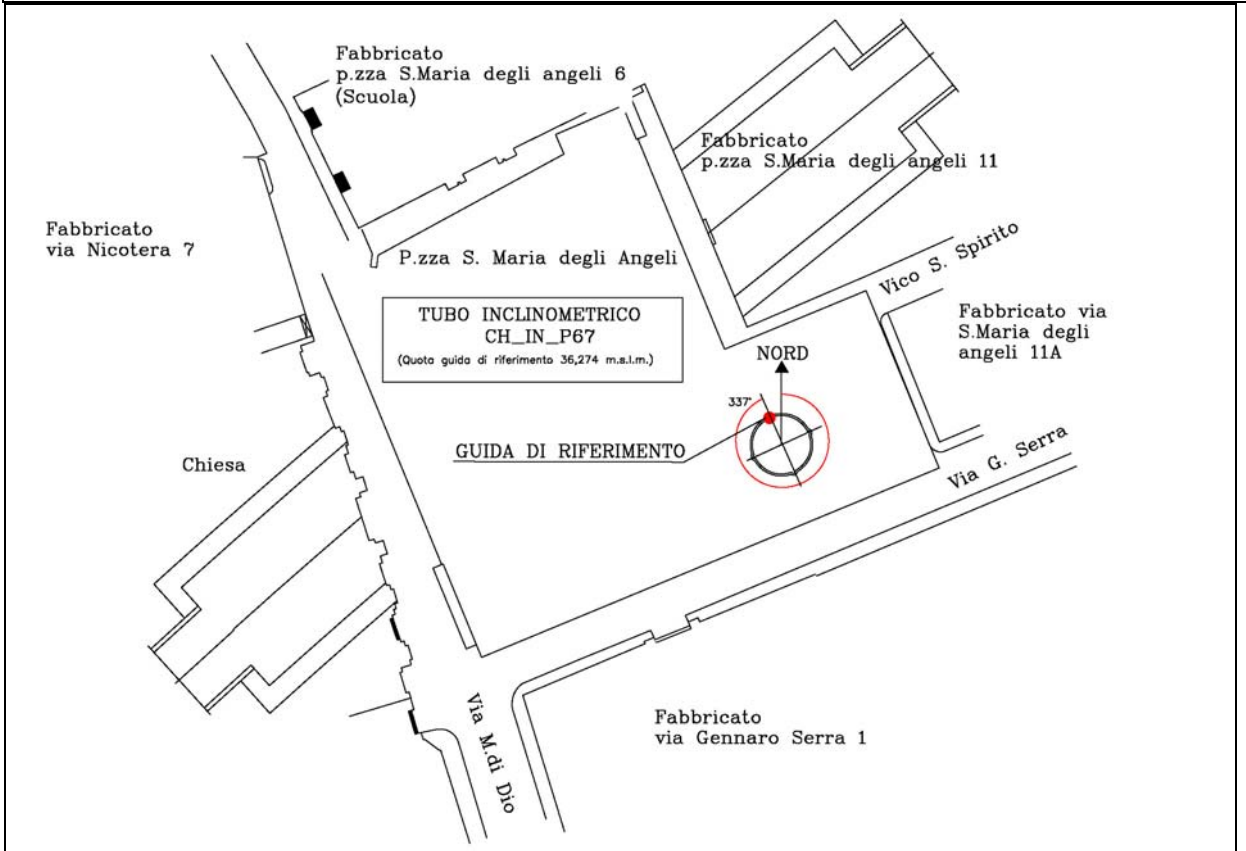 Fabbricato
p.zza S.Maria degli angeli 6
(Scuola)
Fabbricato
p.zza S.Maria degli angeli 11
Fabbricato
via Nicotera 7
P.zza S. Maria degli Angeli
Vico S. Spirito
TUBO INCLINOMETRICO
CH_IN_P67
(Quota guida di riferimento 36,274 m.s.l.m.)
Fabbricato via
S.Maria degli
angeli 11A
NORD
337°
GUIDA DI RIFERIMENTO
Chiesa
Via G. Serra
Via M.di Dio
Fabbricato
via Gennaro Serra 1